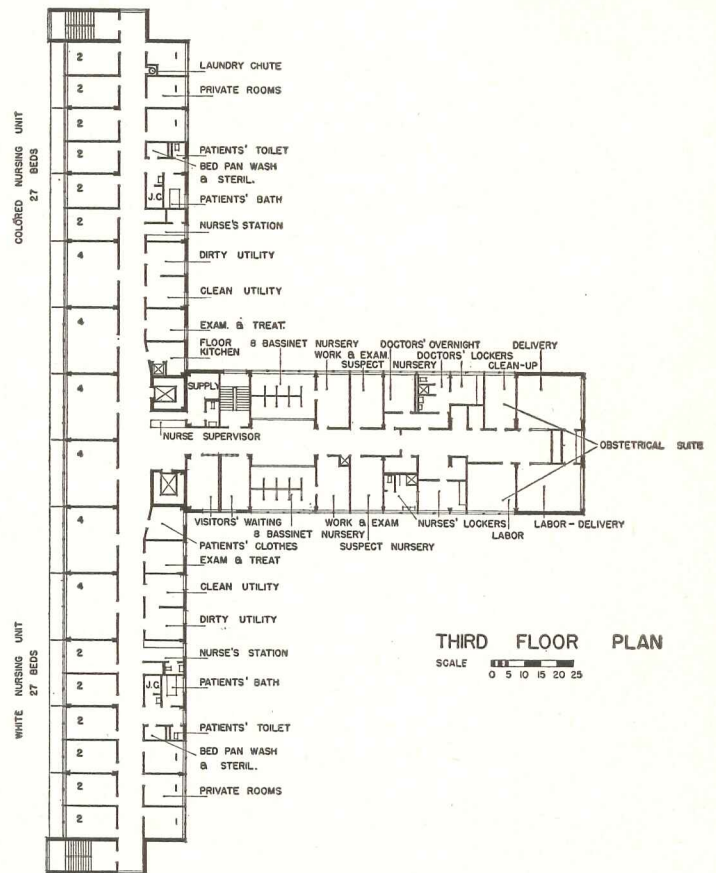 2 1
LAUNDRY CHUTE
2 1 PRIVATE ROOMS
2 1
COLORED NURSING UNIT
27 BEDS
2 PATIENTS' TOILET
BED PAN WASH
& STERIL.
2 J.C. PATIENTS' BATH
2 NURSE'S STATION
4 DIRTY UTILITY
CLEAN UTILITY
4 EXAM. & TREAT.
FLOOR
KITCHEN
8 BASSINET NURSERY
WORK & EXAM.
SUSPECT NURSERY
DOCTORS' OVERNIGHT
DOCTORS' LOCKERS
CLEAN-UP
DELIVERY
4 SUPPLY
NURSE SUPERVISOR
4
OBSTETRICAL SUITE
4
VISITORS' WAITING
8 BASSINET NURSERY
WORK & EXAM
SUSPECT NURSERY
NURSES' LOCKERS
LABOR
LABOR-DELIVERY
PATIENTS' CLOTHES
EXAM & TREAT
4 CLEAN UTILITY
DIRTY UTILITY
WHITE NURSING UNIT
27 BEDS
2 NURSE'S STATION
2 J.C. PATIENTS' BATH
2 PATIENTS' TOILET
BED PAN WASH
& STERIL.
2 1
2 1 PRIVATE ROOMS
2 1
THIRD FLOOR PLAN
SCALE
0 5 10 15 20 25